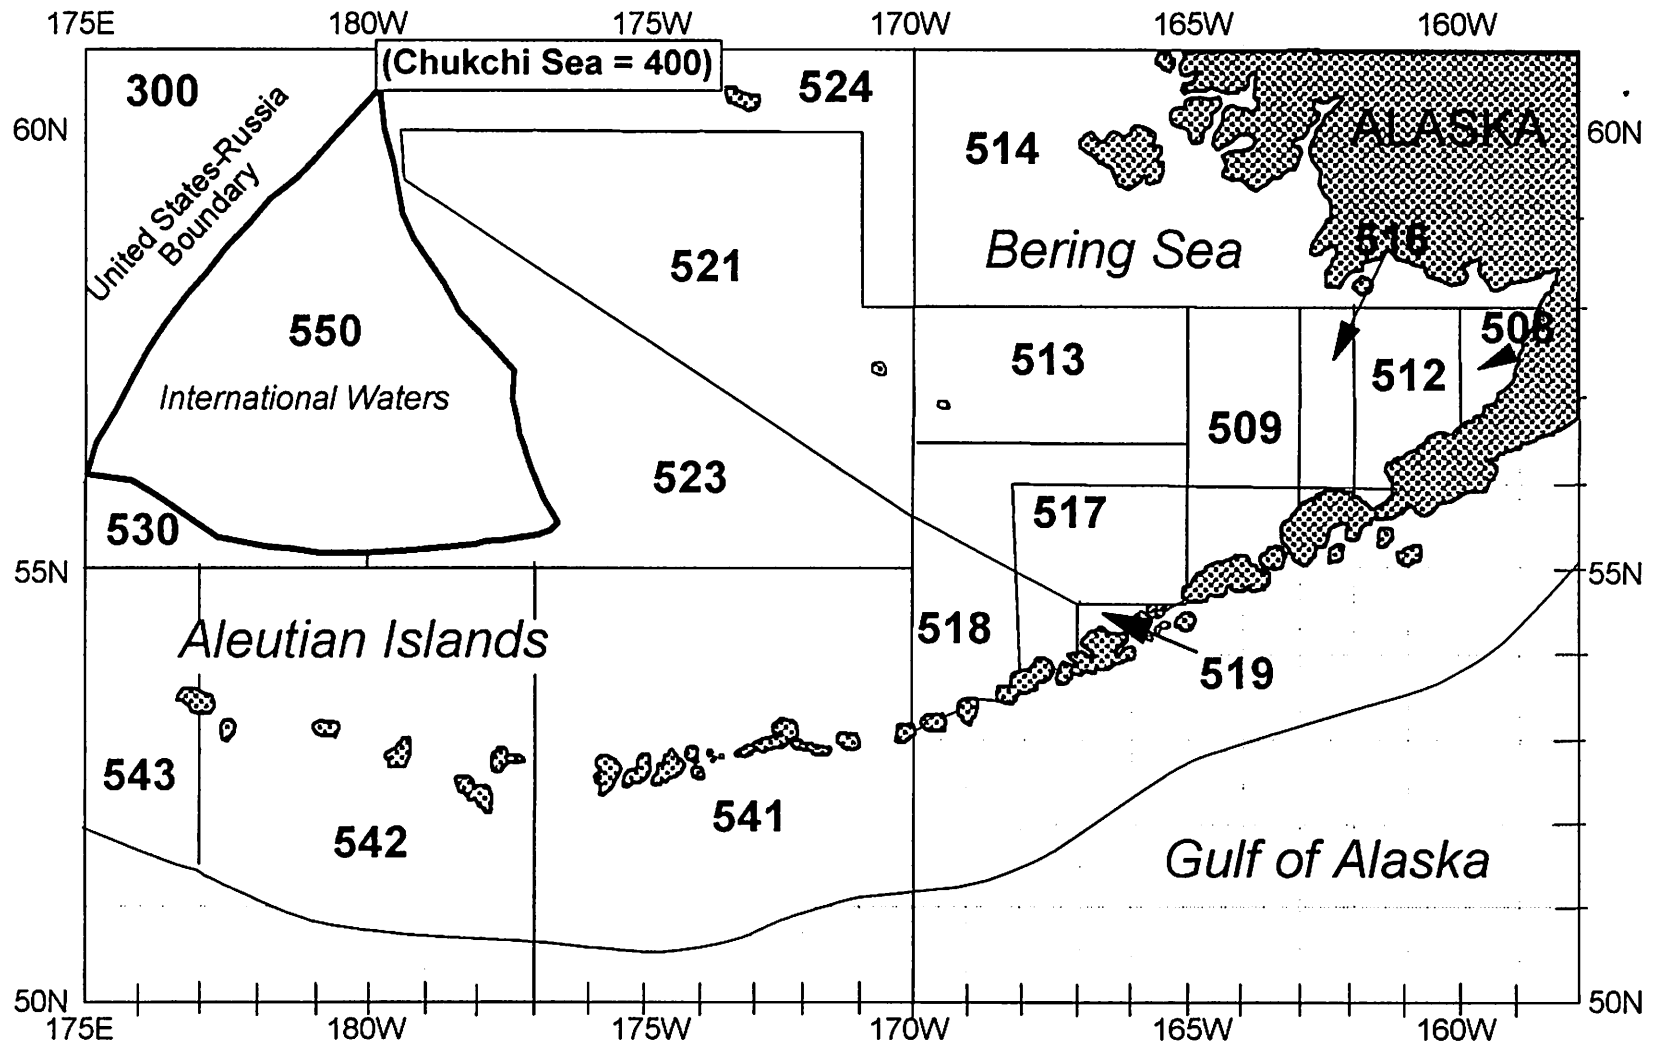 175E 180W 175W 170W 165W 160W
(Chukchi Sea = 400)
300
524
United States-Russia
Boundary
60N
60N
514
ALASKA
516
Bering Sea
521
550
508
513
512
International Waters
509
523
517
530
55N
55N
518
Aleutian Islands
519
543
541
542
Gulf of Alaska
50N
50N
175E 180W 175W 170W 165W 160W